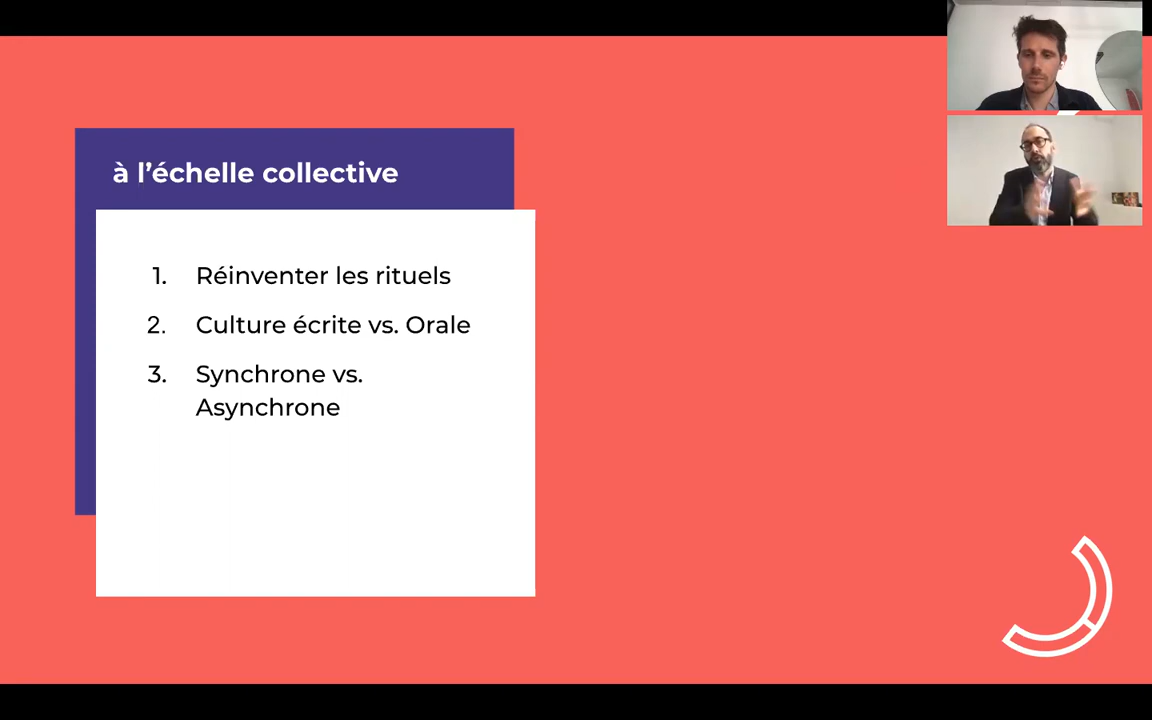 à l’échelle collective
1. Réinventer les rituels
2. Culture écrite vs. Orale
3. Synchrone vs.
Asynchrone